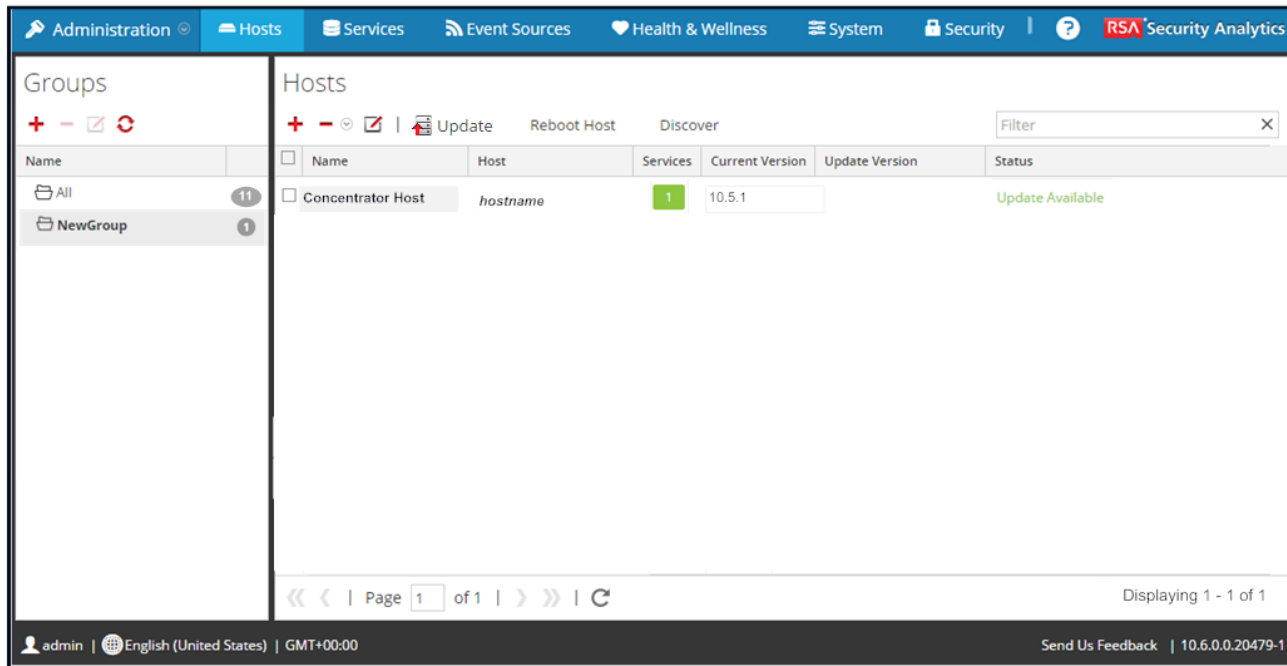 Administration Hosts Services Event Sources Health & Wellness System Security ? RSA Security Analytics
Groups
Hosts
Update Reboot Host Discover Filter
Name
Name Host Services Current Version Update Version Status
All 11
Concentrator Host hostname 1 10.5.1 Update Available
NewGroup 1
Page 1 of 1 Displaying 1 - 1 of 1
admin | English (United States) | GMT+00:00 Send Us Feedback | 10.6.0.0.20479-1